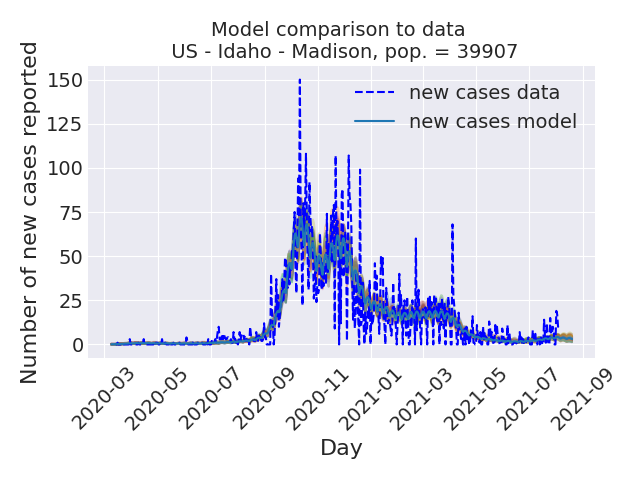 Model comparison to data
US - Idaho - Madison, pop. = 39907
Number of new cases reported
150
125
100
75
50
25
0
new cases data
new cases model
2020-03
2020-05
2020-07
2020-09
2020-11
2021-01
2021-03
2021-05
2021-07
2021-09
Day